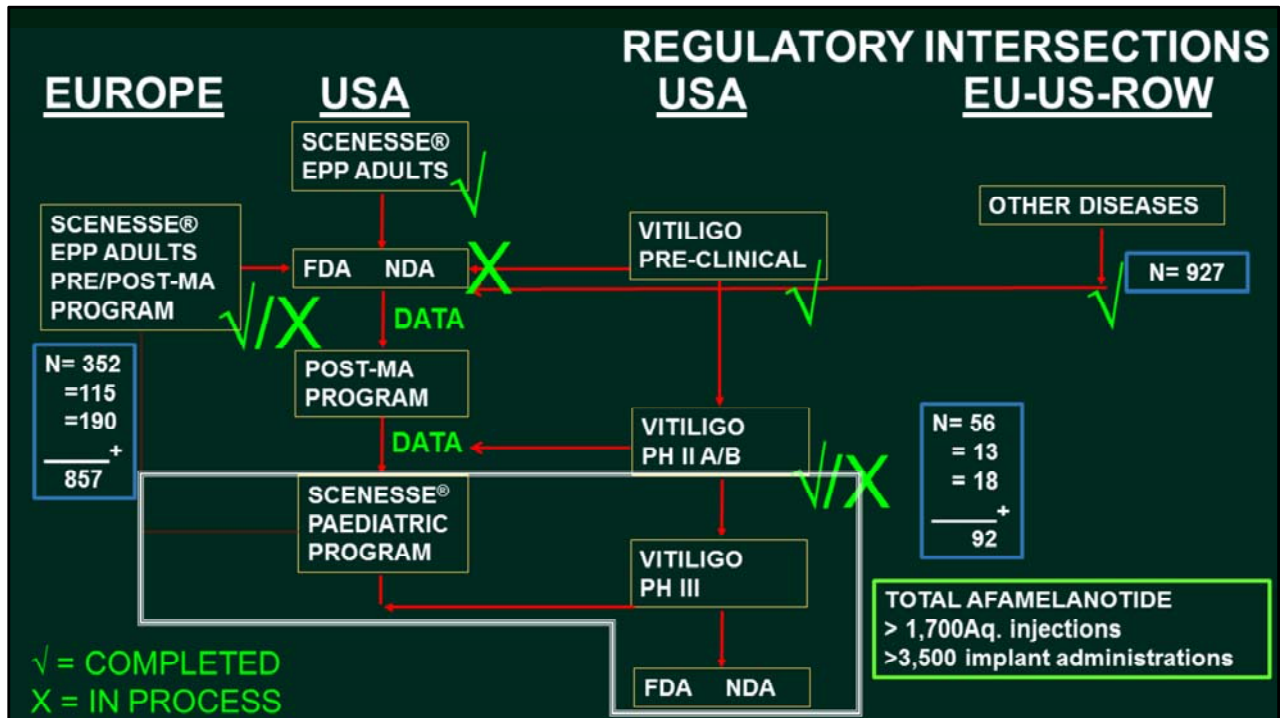 REGULATORY INTERSECTIONS
EUROPE
USA
USA
EU-US-ROW
SCENESSE®
EPP ADULTS
√
SCENESSE®
EPP ADULTS
PRE/POST-MA
PROGRAM
√/X
FDA NDA
X
VITILIGO
PRE-CLINICAL
√
OTHER DISEASES
√
N= 927
DATA
N= 352
=115
=190
+
857
POST-MA
PROGRAM
DATA
VITILIGO
PH II A/B
√/X
N= 56
= 13
= 18
+
92
SCENESSE®
PAEDIATRIC
PROGRAM
VITILIGO
PH III
TOTAL AFAMELANOTIDE
> 1,700Aq. injections
>3,500 implant administrations
FDA NDA
√ = COMPLETED
X = IN PROCESS